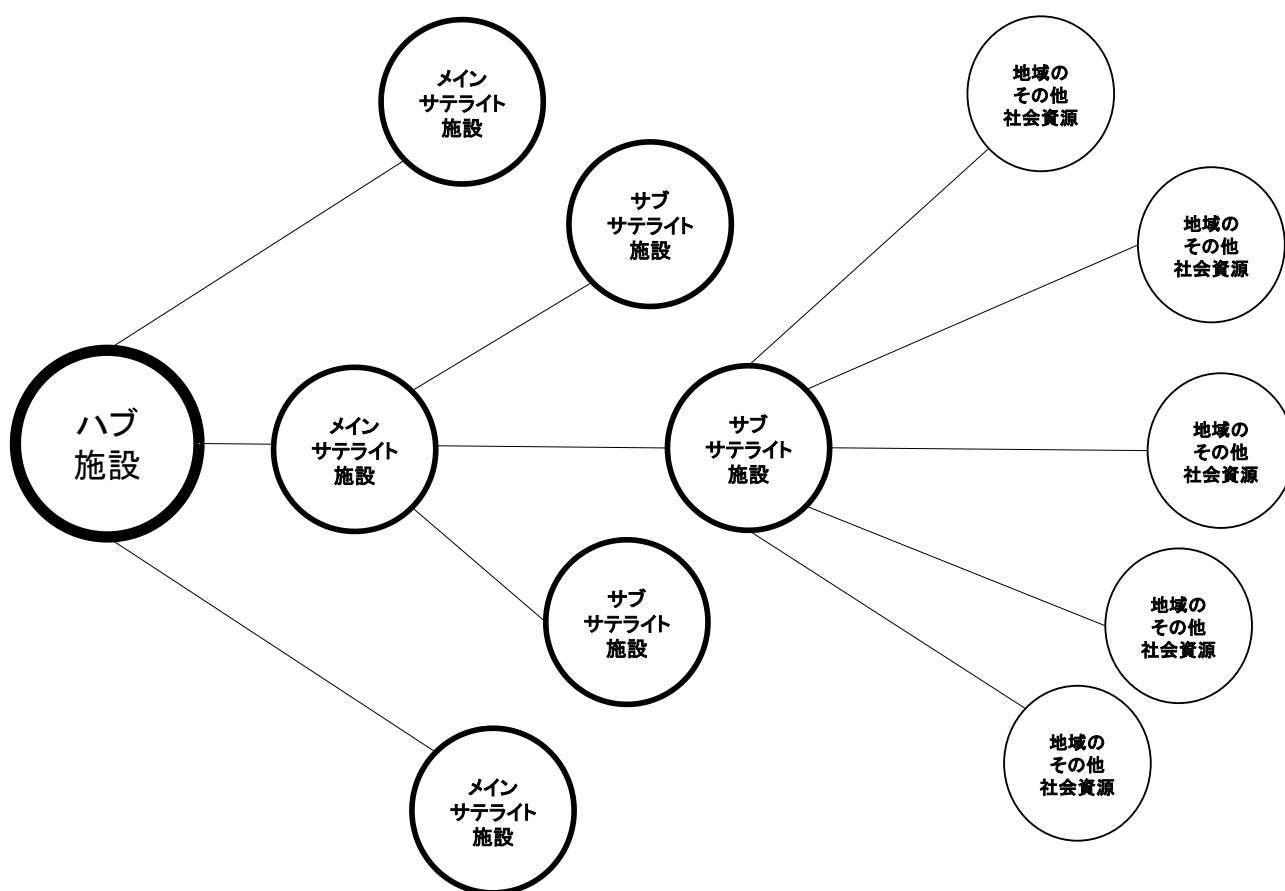 メイン
サテライト
施設
地域の
その他
社会資源
サブ
サテライト
施設
地域の
その他
社会資源
ハブ
施設
メイン
サテライト
施設
サブ
サテライト
施設
地域の
その他
社会資源
サブ
サテライト
施設
地域の
その他
社会資源
メイン
サテライト
施設
地域の
その他
社会資源